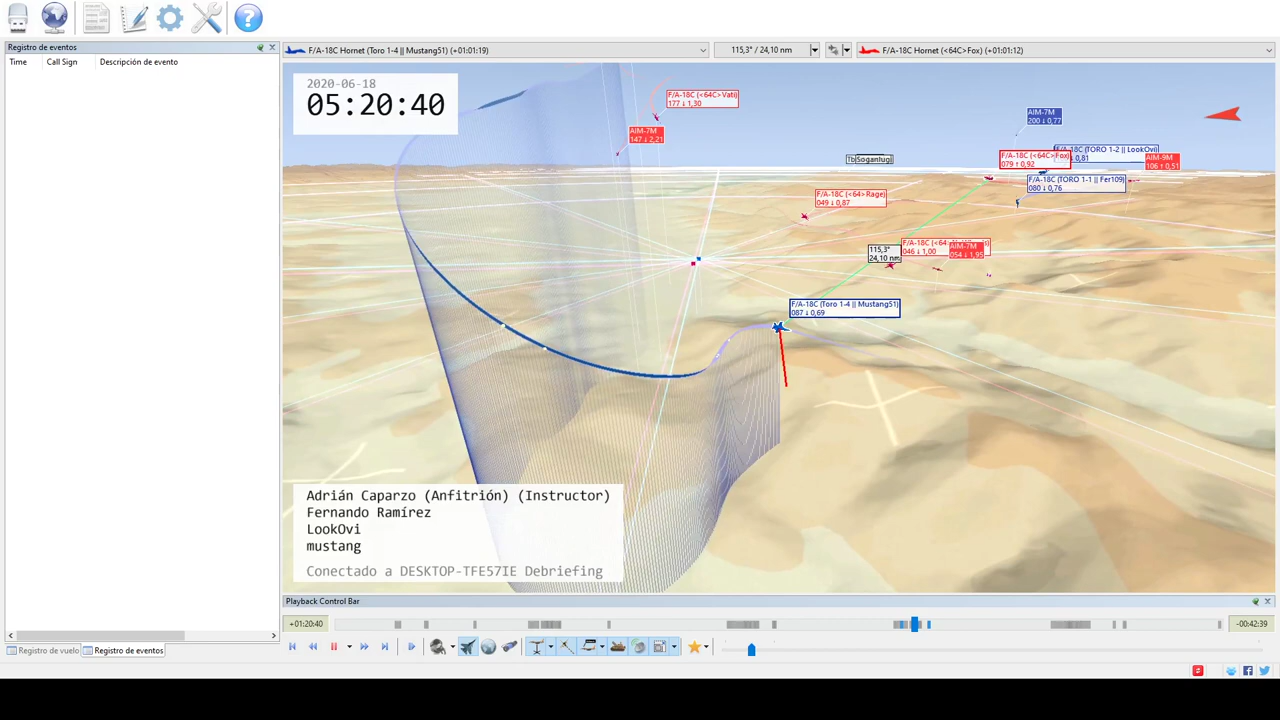 Registro de eventos
Time Call Sign Descripción de evento
F/A-18C Hornet (Toro 1-4 || Mustang51) (+01:01:19)
115,3° / 24,10 nm
F/A-18C Hornet (<64C>Fox) (+01:01:12)
2020-06-18
05:20:40
F/A-18C (<64C>Vati)
177 ↓ 1,30
AIM-7M
147 ↓ 2,21
AIM-7M
200 ↓ 0,77
Soganlug
F/A-18C (<64C>Fox)
079 ↑ 0,92
F/A-18C (TORO 1-2 || LookOvi)
0,81
AIM-9M
106 ↑ 0,51
F/A-18C (TORO 1-1 || Fer109)
080 ↑ 0,76
F/A-18C (<64>Rage)
049 ↓ 0,87
115,3°
24,10 nm
F/A-18C (<64
046 ↑ 1,00
AIM-7M
054 ↓ 1,95
F/A-18C (Toro 1-4 || Mustang51)
087 ↓ 0,69
Adrián Caparzo (Anfitrión) (Instructor)
Fernando Ramírez
LookOvi
mustang
Conectado a DESKTOP-TFE57IE Debriefing
Playback Control Bar
+01:20:40
-00:42:39
Registro de vuelo Registro de eventos